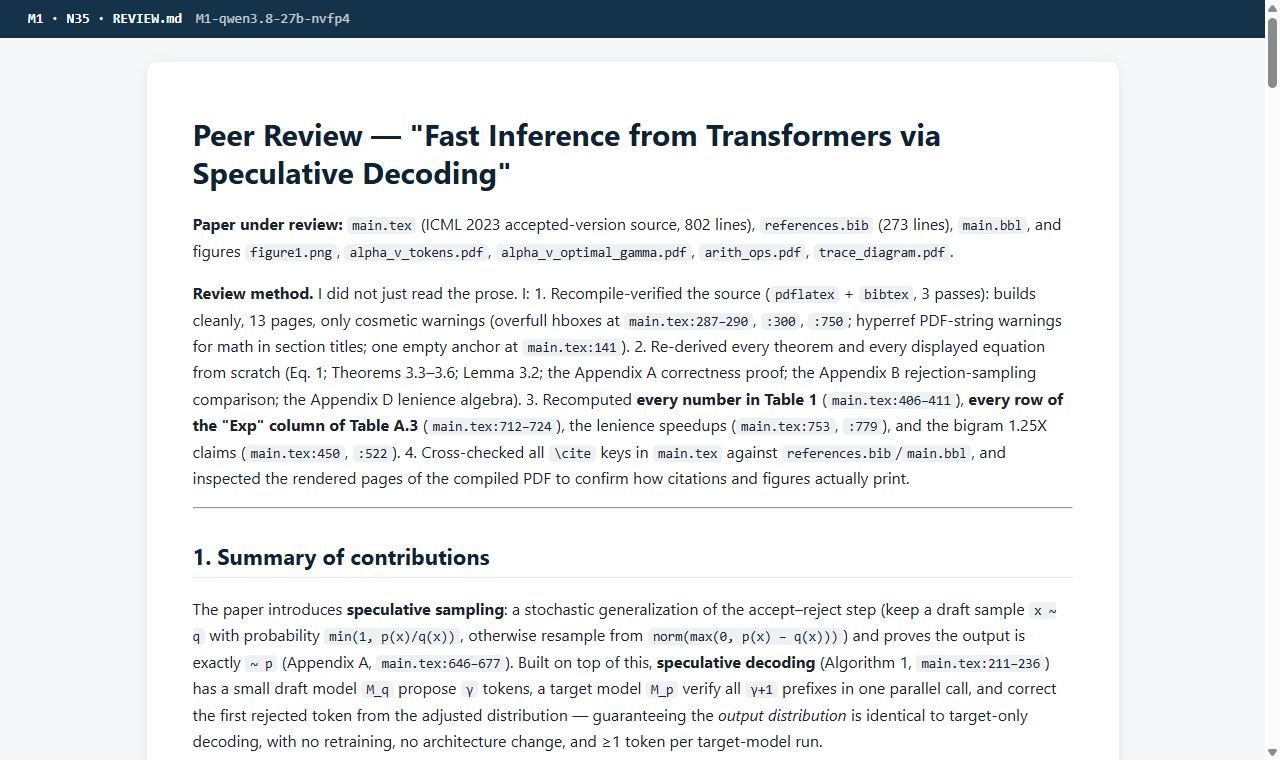 M1 • N35 • REVIEW.md M1-qwen3.8-27b-nvfp4
Peer Review — "Fast Inference from Transformers via
Speculative Decoding"
Paper under review: main.tex (ICML 2023 accepted-version source, 802 lines), references.bib (273 lines), main.bbl, and
figures figure1.png, alpha_v_tokens.pdf, alpha_v_optimal_gamma.pdf, arith_ops.pdf, trace_diagram.pdf.
Review method. I did not just read the prose. I: 1. Recompile-verified the source (pdflatex + bibtex, 3 passes): builds
cleanly, 13 pages, only cosmetic warnings (overfull hboxes at main.tex:287–290, :300, :750; hyperref PDF-string warnings
for math in section titles; one empty anchor at main.tex:141). 2. Re-derived every theorem and every displayed equation
from scratch (Eq. 1; Theorems 3.3–3.6; Lemma 3.2; the Appendix A correctness proof; the Appendix B rejection-sampling
comparison; the Appendix D lenience algebra). 3. Recomputed every number in Table 1 (main.tex:406–411), every row of
the "Exp" column of Table A.3 (main.tex:712–724), the lenience speedups (main.tex:753, :779), and the bigram 1.25X
claims (main.tex:450, :522). 4. Cross-checked all \cite keys in main.tex against references.bib/main.bbl, and
inspected the rendered pages of the compiled PDF to confirm how citations and figures actually print.
1. Summary of contributions
The paper introduces speculative sampling: a stochastic generalization of the accept–reject step (keep a draft sample x ~
q with probability min(1, p(x)/q(x)), otherwise resample from norm(max(0, p(x) − q(x)))) and proves the output is
exactly ~ p (Appendix A, main.tex:646–677). Built on top of this, speculative decoding (Algorithm 1, main.tex:211–236)
has a small draft model M_q propose γ tokens, a target model M_p verify all γ+1 prefixes in one parallel call, and correct
the first rejected token from the adjusted distribution — guaranteeing the output distribution is identical to target-only
decoding, with no retraining, no architecture change, and ≥1 token per target-model run.